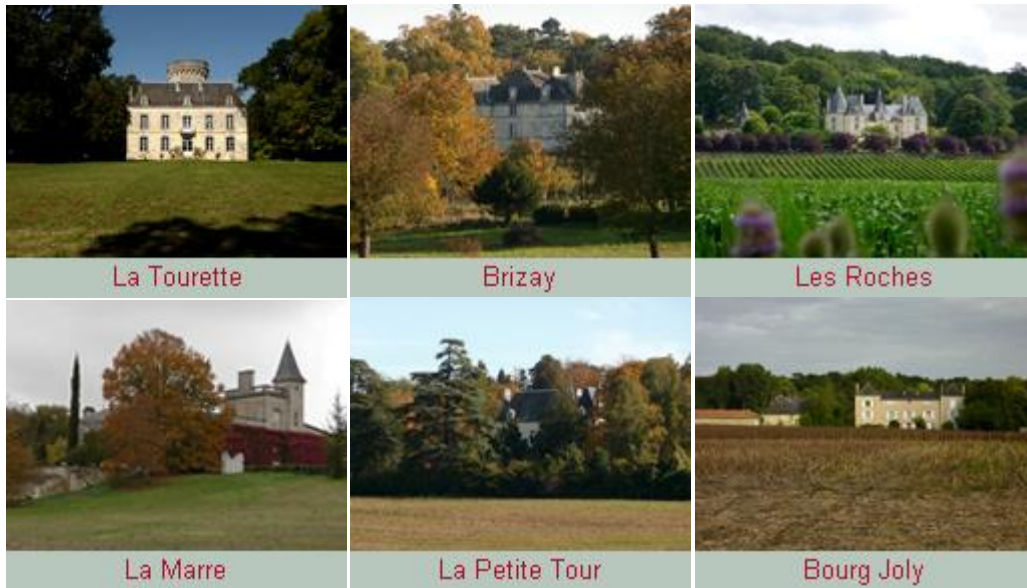 La Tourette
Brizay
Les Roches
La Marre
La Petite Tour
Bourg Joly